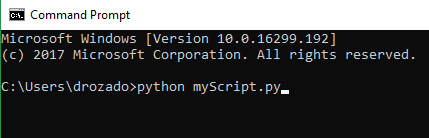 Command Prompt
Microsoft Windows [Version 10.0.16299.192]
(c) 2017 Microsoft Corporation. All rights reserved.
C:\Users\drozado>python myScript.py